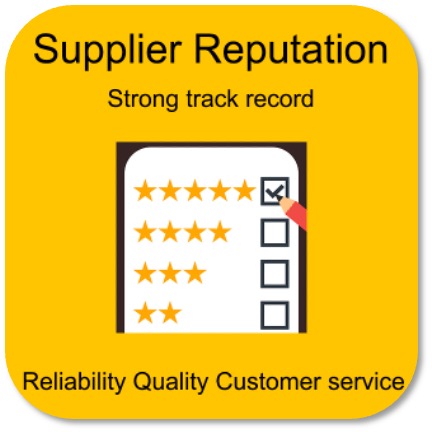 Supplier Reputation
Strong track record
Reliability Quality Customer service